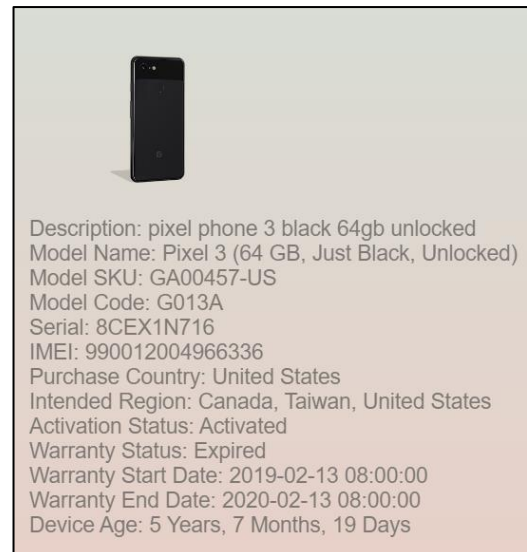 Description: pixel phone 3 black 64gb unlocked
Model Name: Pixel 3 (64 GB, Just Black, Unlocked)
Model SKU: GA00457-US
Model Code: G013A
Serial: 8CEX1N716
IMEI: 990012004966336
Purchase Country: United States
Intended Region: Canada, Taiwan, United States
Activation Status: Activated
Warranty Status: Expired
Warranty Start Date: 2019-02-13 08:00:00
Warranty End Date: 2020-02-13 08:00:00
Device Age: 5 Years, 7 Months, 19 Days